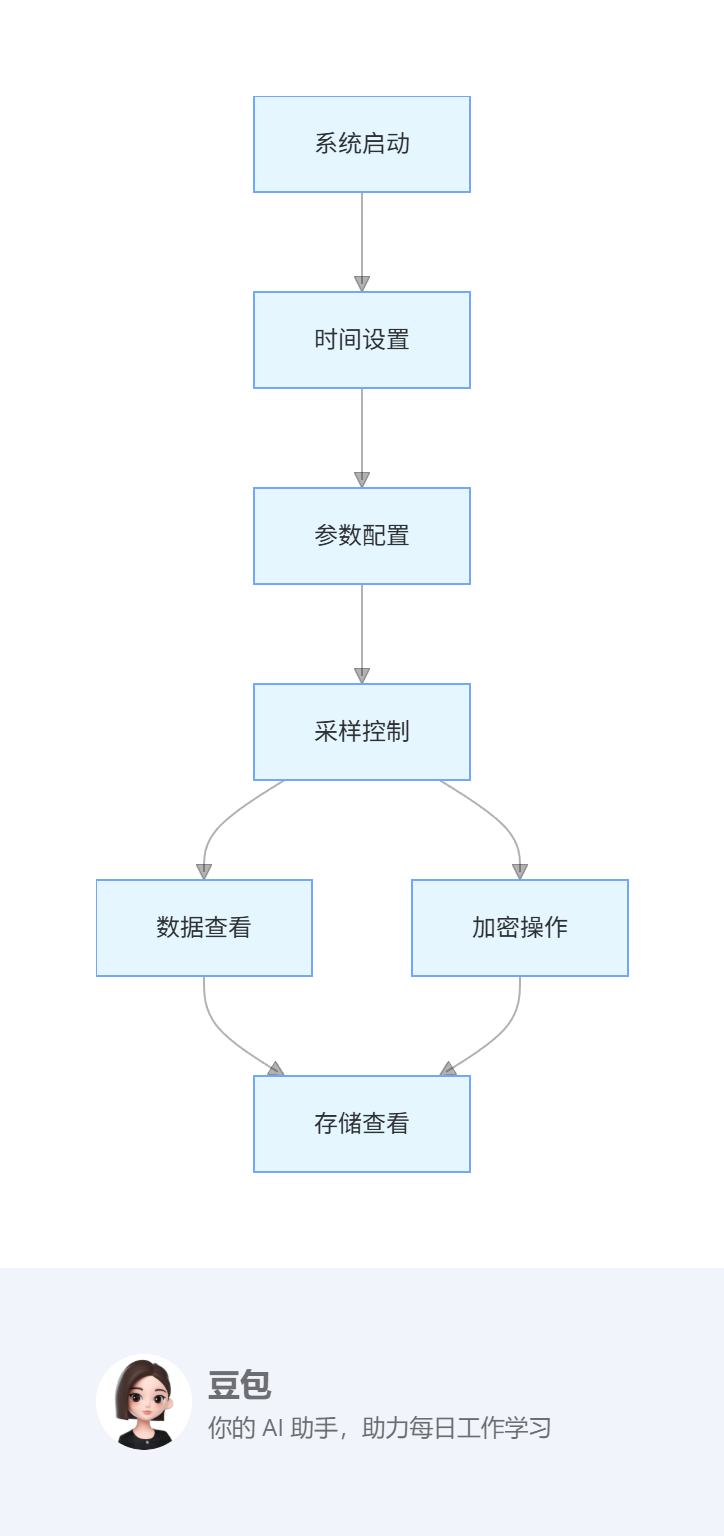 系统启动
时间设置
参数配置
采样控制
数据查看
加密操作
存储查看
豆包
你的 AI 助手，助力每日工作学习